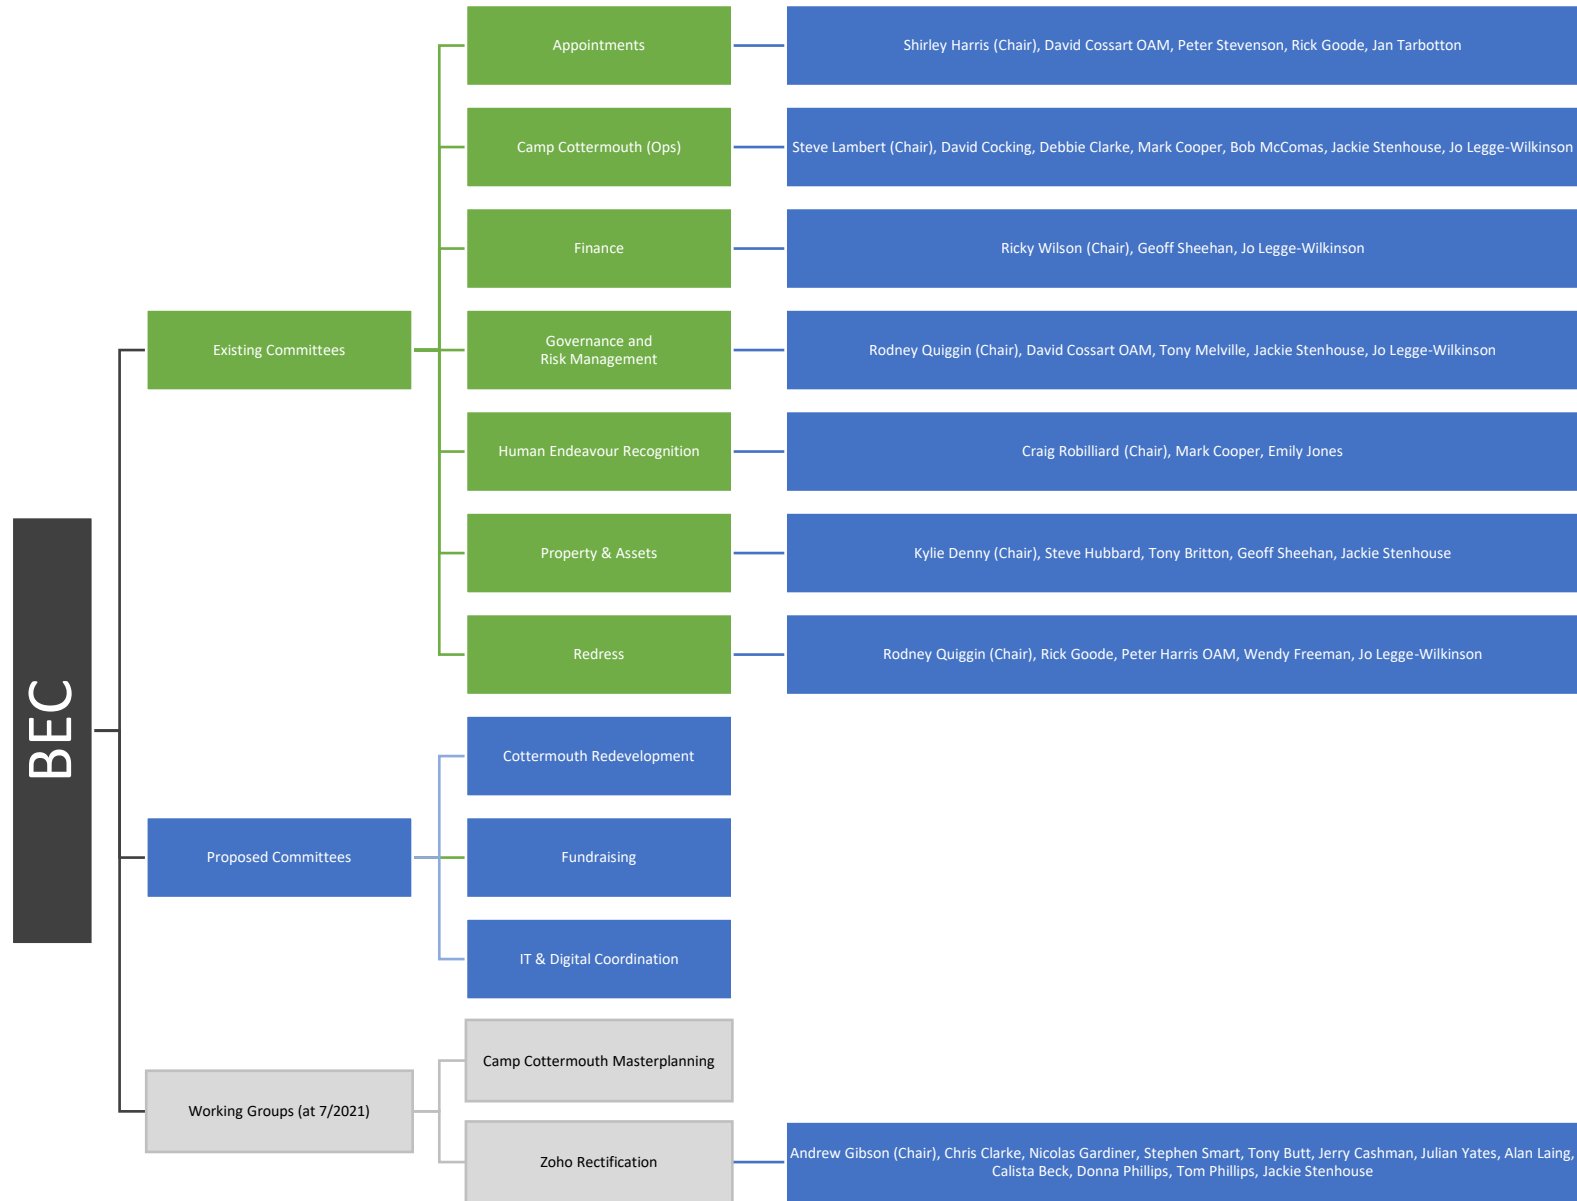 BEC
Existing Committees
Appointments
Shirley Harris (Chair), David Cossart OAM, Peter Stevenson, Rick Goode, Jan Tarbotton
Camp Cottermouth (Ops)
Steve Lambert (Chair), David Cocking, Debbie Clarke, Mark Cooper, Bob McComas, Jackie Stenhouse, Jo Legge-Wilkinson
Finance
Ricky Wilson (Chair), Geoff Sheehan, Jo Legge-Wilkinson
Governance and
Risk Management
Rodney Quiggin (Chair), David Cossart OAM, Tony Melville, Jackie Stenhouse, Jo Legge-Wilkinson
Human Endeavour Recognition
Craig Robilliard (Chair), Mark Cooper, Emily Jones
Property & Assets
Kylie Denny (Chair), Steve Hubbard, Tony Britton, Geoff Sheehan, Jackie Stenhouse
Redress
Rodney Quiggin (Chair), Rick Goode, Peter Harris OAM, Wendy Freeman, Jo Legge-Wilkinson
Proposed Committees
Cottermouth Redevelopment
Fundraising
IT & Digital Coordination
Working Groups (at 7/2021)
Camp Cottermouth Masterplanning
Zoho Rectification
Andrew Gibson (Chair), Chris Clarke, Nicolas Gardiner, Stephen Smart, Tony Butt, Jerry Cashman, Julian Yates, Alan Laing,
Calista Beck, Donna Phillips, Tom Phillips, Jackie Stenhouse